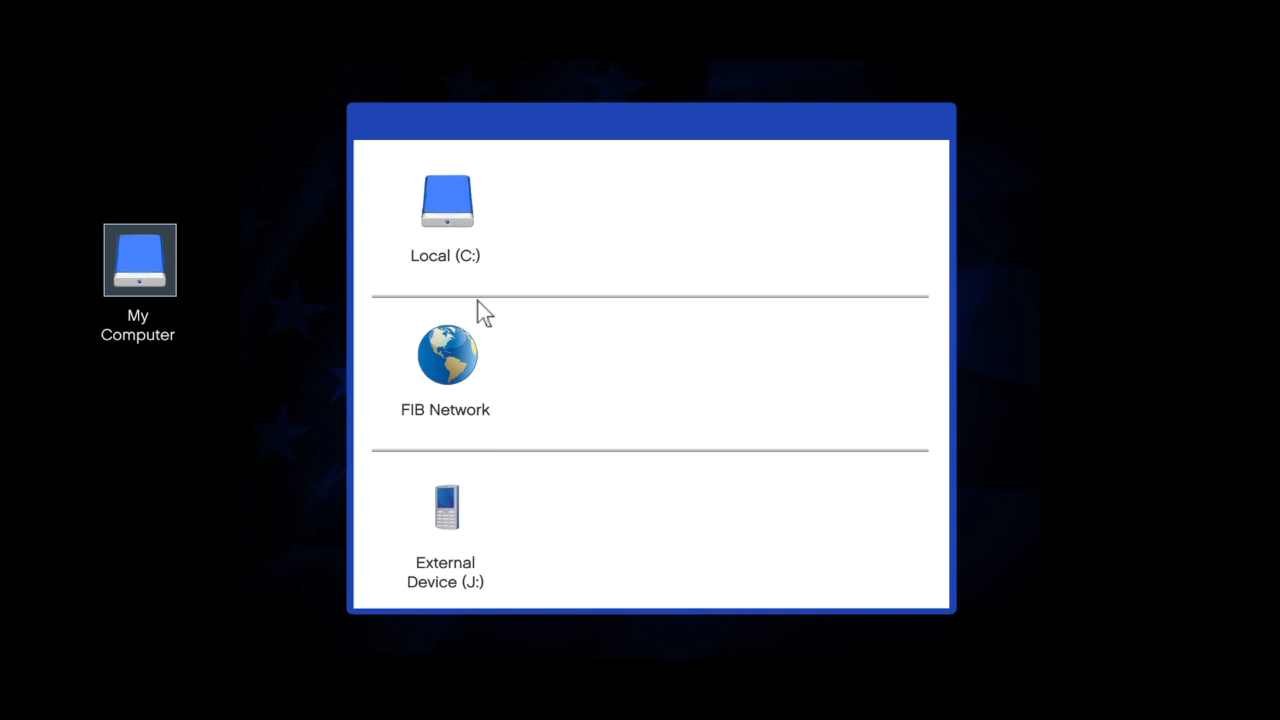 Local (C:)
My
Computer
FIB Network
External
Device (J:)